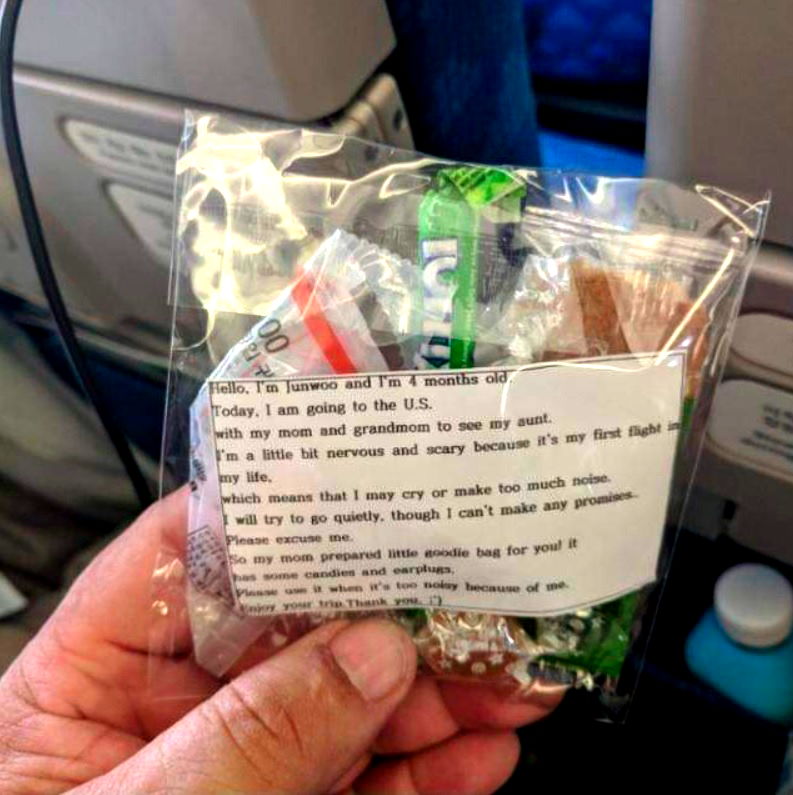 Hello, I'm Junwoo and I'm 4 months old.
Today, I am going to the U.S.
with my mom and grandmom to see my aunt.
I'm a little bit nervous and scary because it's my first flight in
my life,
which means that I may cry or make too much noise.
I will try to go quietly, though I can't make any promises..
Please excuse me.
So my mom prepared little goodie bag for you! it
has some candies and earplugs.
Please use it when it's too noisy because of me.
Enjoy your trip.Thank you. :')